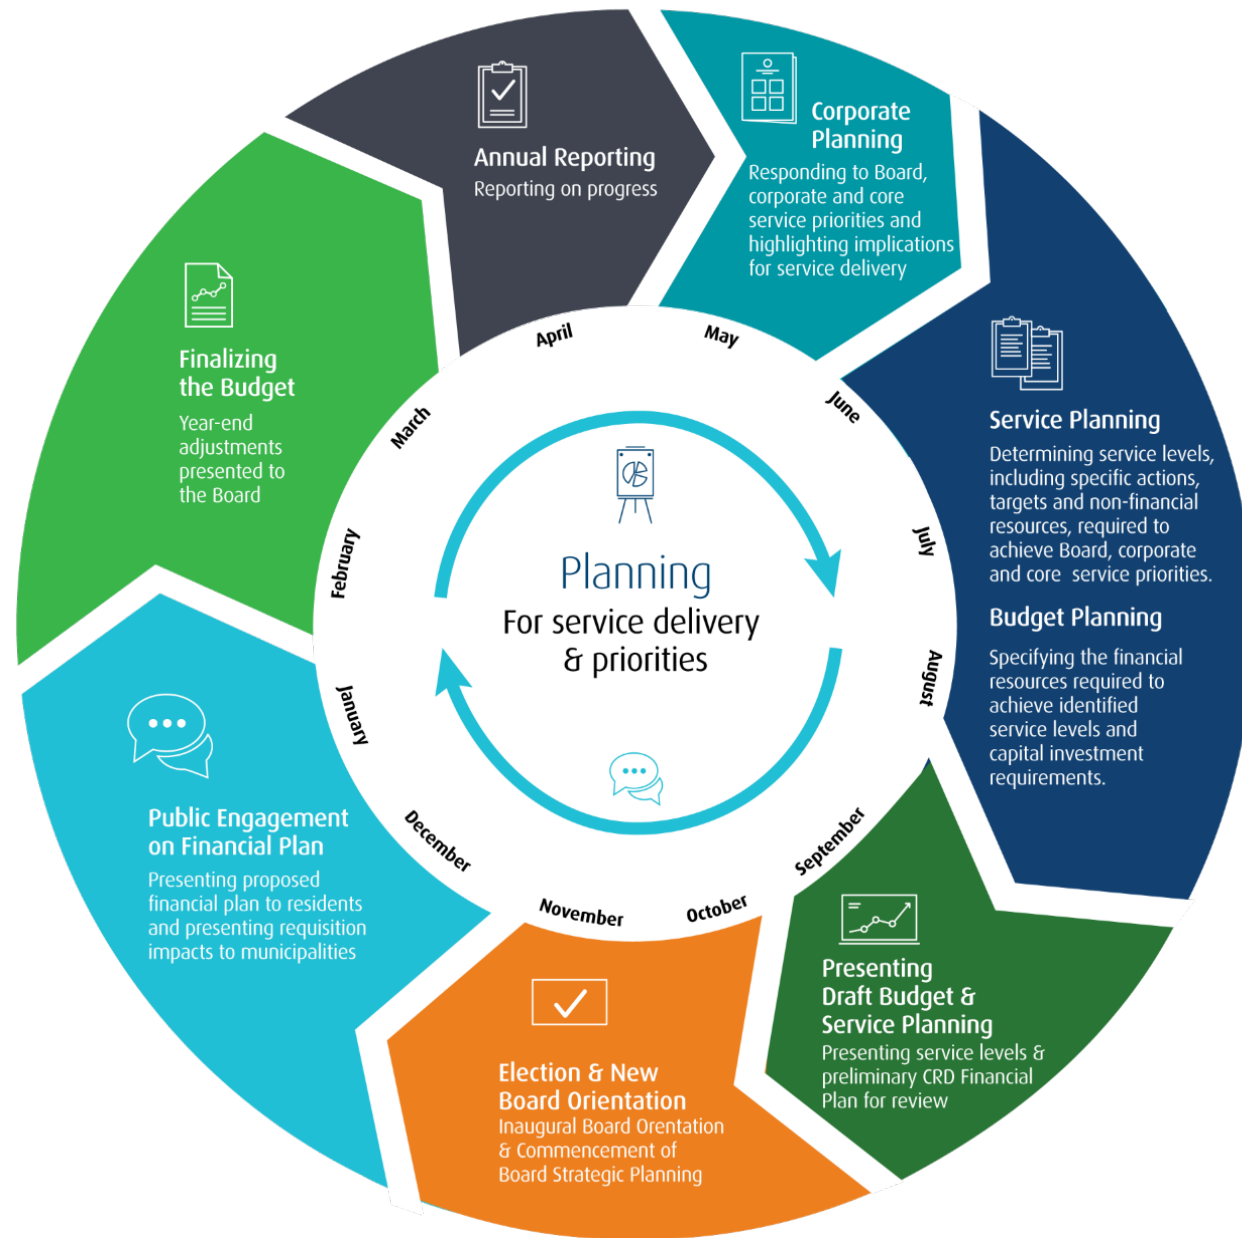 Annual Reporting
Reporting on progress
Corporate
Planning
Responding to Board,
corporate and core
service priorities and
highlighting implications
for service delivery
Service Planning
Determining service levels,
including specific actions,
targets and non-financial
resources, required to
achieve Board, corporate
and core service priorities.
Budget Planning
Specifying the financial
resources required to
achieve identified
service levels and
capital investment
requirements.
Presenting
Draft Budget &
Service Planning
Presenting service levels &
preliminary CRD Financial
Plan for review
Election & New
Board Orientation
Inaugural Board Orentation
& Commencement of
Board Strategic Planning
Public Engagement
on Financial Plan
Presenting proposed
financial plan to residents
and presenting requisition
impacts to municipalities
Finalizing
the Budget
Year-end
adjustments
presented to
the Board
April
May
June
July
August
September
October
November
December
January
February
March
Planning
For service delivery
& priorities